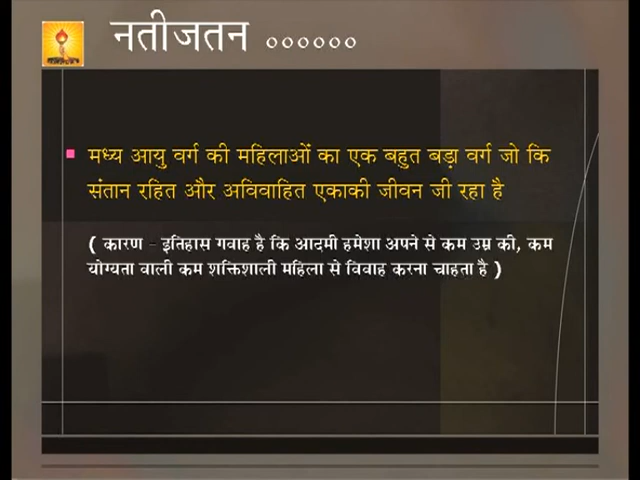 नतीजतन ००००००
मध्य आयु वर्ग की महिलाओं का एक बहुत बड़ा वर्ग जो कि
संतान रहित और अविवाहित एकाकी जीवन जी रहा है
( कारण – इतिहास गवाह है कि आदमी हमेशा अपने से कम उम्र की, कम
योग्यता वाली कम शक्तिशाली महिला से विवाह करना चाहता है )